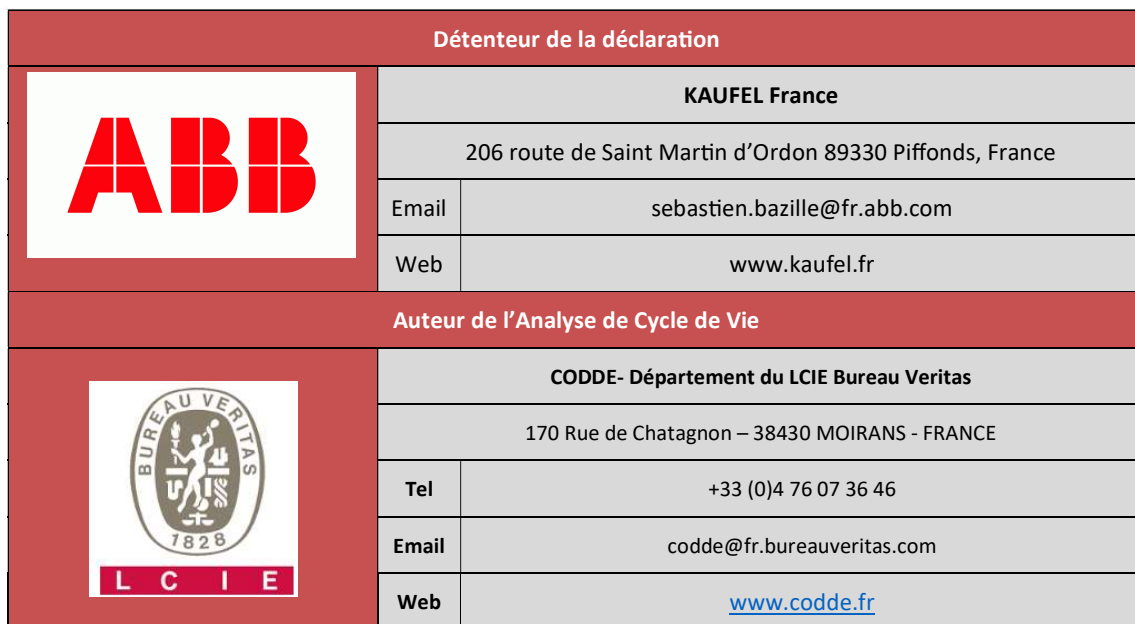 Détenteur de la déclaration
ABB
KAUFEL France
206 route de Saint Martin d’Ordon 89330 Piffonds, France
Email sebastien.bazille@fr.abb.com
Web www.kaufel.fr
Auteur de l’Analyse de Cycle de Vie
BUREAU VERITAS
1828
LCIE
CODDE- Département du LCIE Bureau Veritas
170 Rue de Chatagnon – 38430 MOIRANS - FRANCE
Tel +33 (0)4 76 07 36 46
Email codde@fr.bureauveritas.com
Web www.codde.fr